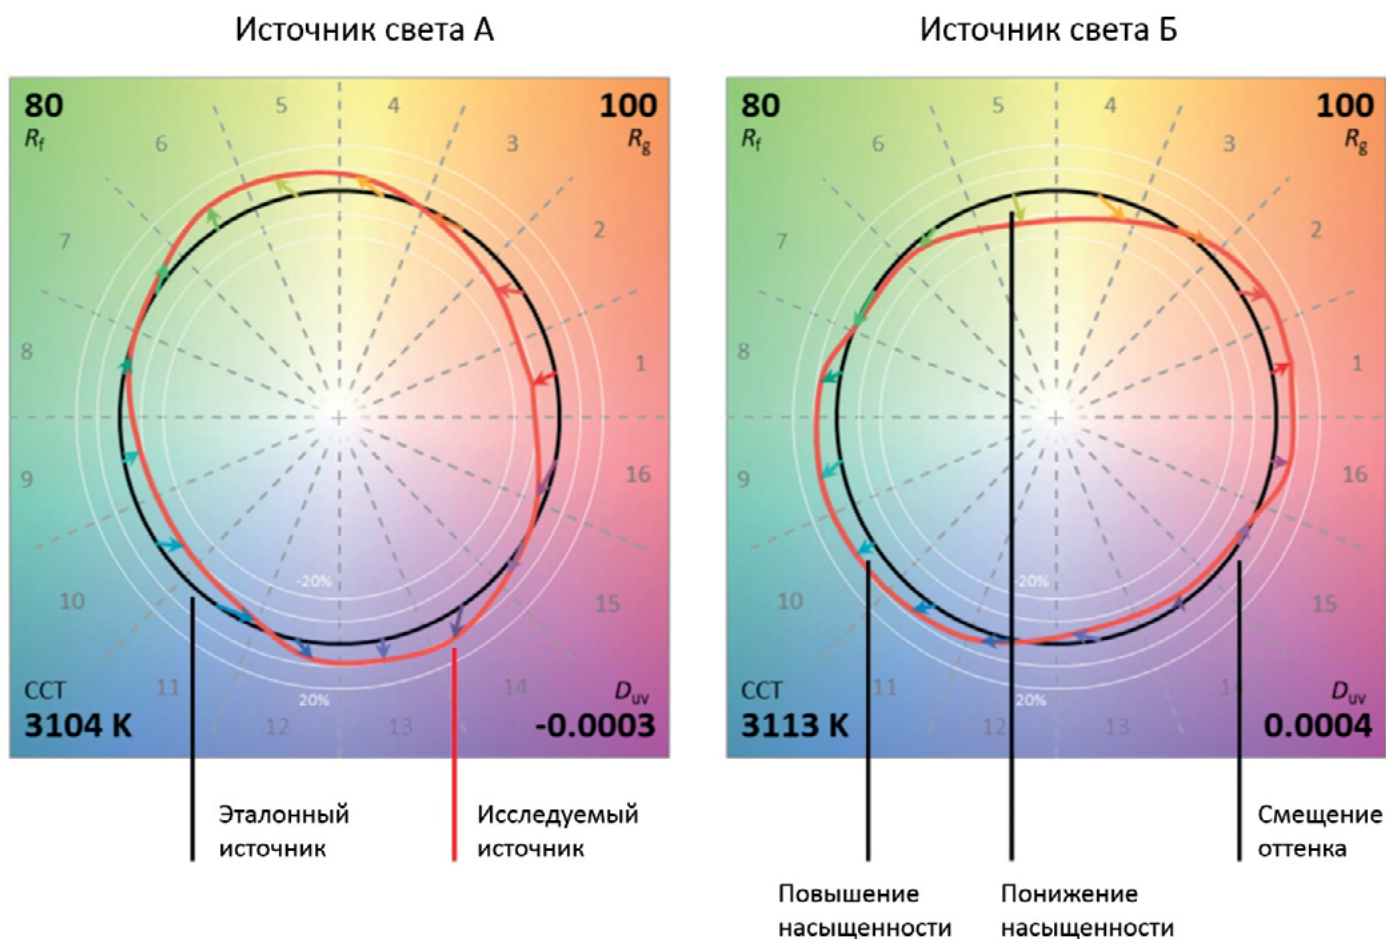 Источник света А
Источник света Б
80
Rf
100
Rg
1
2
3
4
5
6
7
8
9
10
11
12
13
14
15
16
-20%
20%
CCT
3104 K
Duv
-0.0003
80
Rf
100
Rg
1
2
3
4
5
6
7
8
9
10
11
12
13
14
15
16
-20%
20%
CCT
3113 K
Duv
0.0004
Эталонный
источник
Исследуемый
источник
Повышение
насыщенности
Понижение
насыщенности
Смещение
оттенка